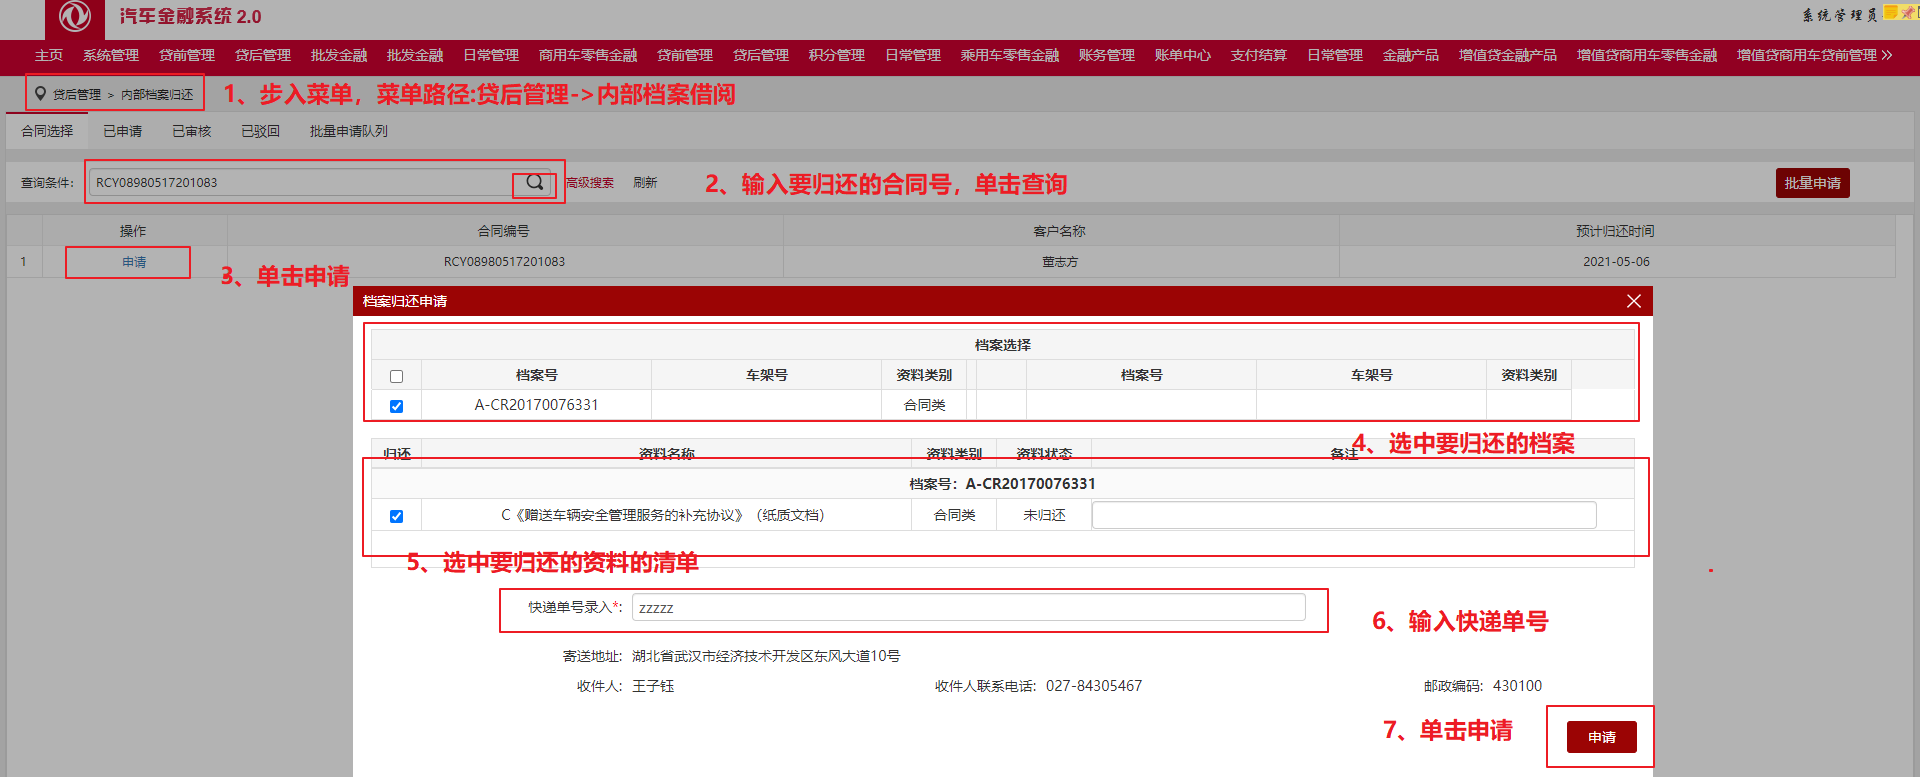 汽车金融系统 2.0
系统管理员
主页 系统管理 贷前管理 贷后管理 批发金融 批发金融 日常管理 商用车零售金融 贷前管理 贷后管理 积分管理 日常管理 乘用车零售金融 账务管理 账单中心 支付结算 日常管理 金融产品 增值贷金融产品 增值贷商用车零售金融 增值贷商用车贷前管理 »
贷后管理 > 内部档案归还
1、步入菜单，菜单路径:贷后管理->内部档案借阅
合同选择 已申请 已审核 已驳回 批量申请队列
查询条件: RCY08980517201083 高级搜索 刷新
2、输入要归还的合同号，单击查询
批量申请
操作 合同编号 客户名称 预计归还时间
1 申请 RCY08980517201083 董志方 2021-05-06
3、单击申请
档案归还申请
档案选择
档案号 车架号 资料类别 档案号 车架号 资料类别
A-CR20170076331 合同类
4、选中要归还的档案
归还 资料名称 资料类别 资料状态 备注
档案号：A-CR20170076331
C《赠送车辆安全管理服务的补充协议》（纸质文档） 合同类 未归还
5、选中要归还的资料的清单
快递单号录入*: zzzzz
6、输入快递单号
寄送地址: 湖北省武汉市经济技术开发区东风大道10号
收件人: 王子钰 收件人联系电话: 027-84305467 邮政编码: 430100
7、单击申请
申请